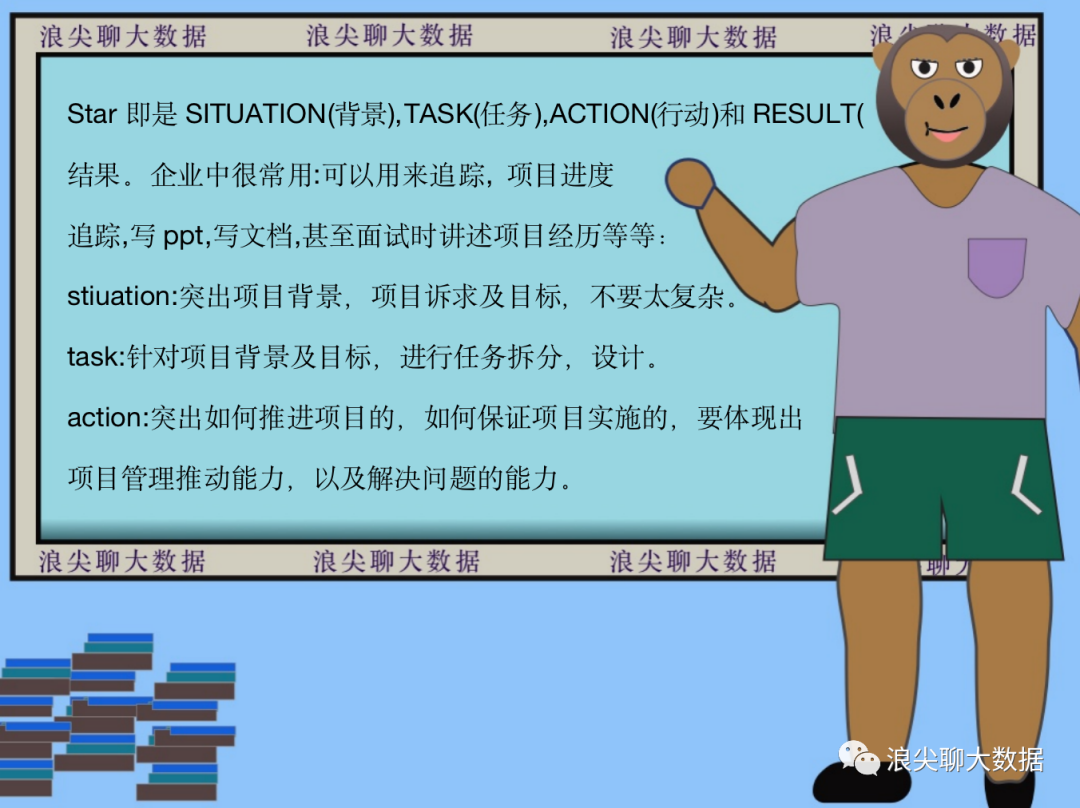 浪尖聊大数据 浪尖聊大数据 浪尖聊大数据 浪尖 大数据
Star 即是 SITUATION(背景),TASK(任务),ACTION(行动)和 RESULT(
结果。企业中很常用:可以用来追踪，项目进度
追踪,写 ppt,写文档,甚至面试时讲述项目经历等等：
stiuation:突出项目背景，项目诉求及目标，不要太复杂。
task:针对项目背景及目标，进行任务拆分，设计。
action:突出如何推进项目的，如何保证项目实施的，要体现出
项目管理推动能力，以及解决问题的能力。
浪尖聊大数据 浪尖聊大数据 浪尖聊大数据 聊
浪尖聊大数据